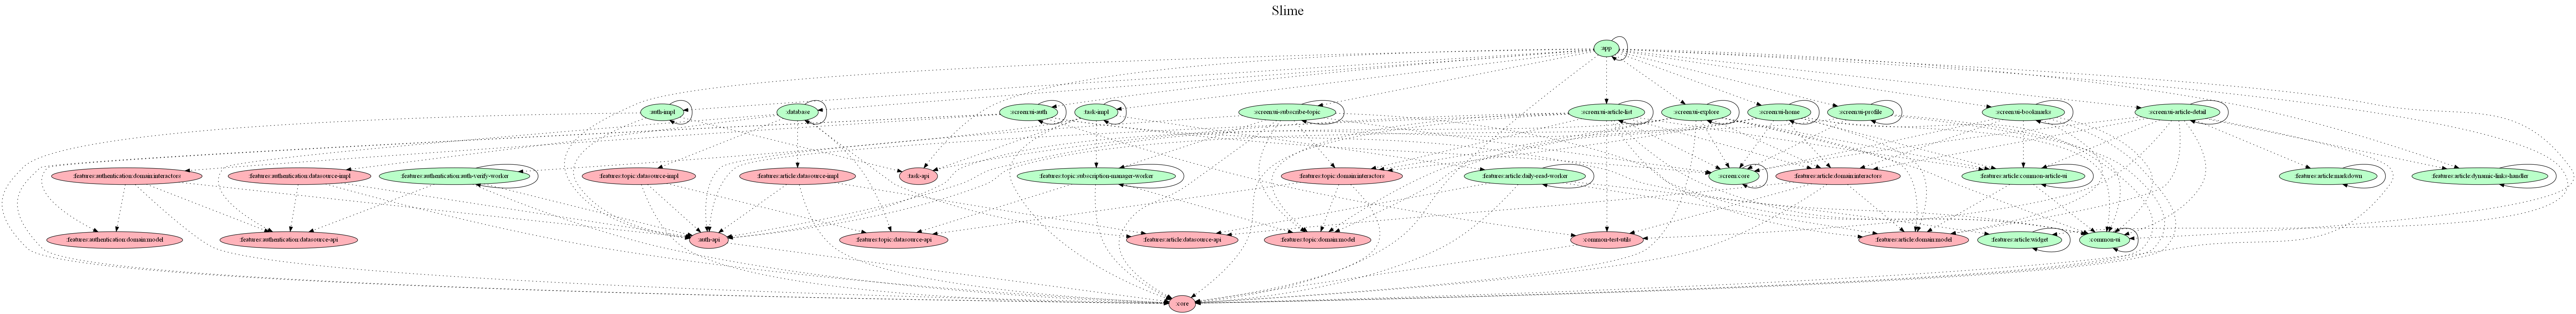 Slime
:app
:auth-impl
:database
:screen:ui-auth
:task-impl
:screen:ui-subscribe-topic
:screen:ui-article-list
:screen:ui-explore
:screen:ui-home
:screen:ui-profile
:screen:ui-bookmarks
:screen:ui-article-detail
:features:authentication:domain:interactors
:features:authentication:datasource-impl
:features:authentication:auth-verify-worker
:features:topic:datasource-impl
:features:article:datasource-impl
:task-api
:features:topic:subscription-manager-worker
:features:topic:domain:interactors
:features:article:daily-read-worker
:screen:core
:features:article:domain:interactors
:features:article:common-article-ui
:features:article:markdown
:features:article:dynamic-links-handler
:features:authentication:domain:model
:features:authentication:datasource-api
:auth-api
:features:topic:datasource-api
:features:article:datasource-api
:features:topic:domain:model
:common-test-utils
:features:article:domain:model
:features:article:widget
:common-ui
:core